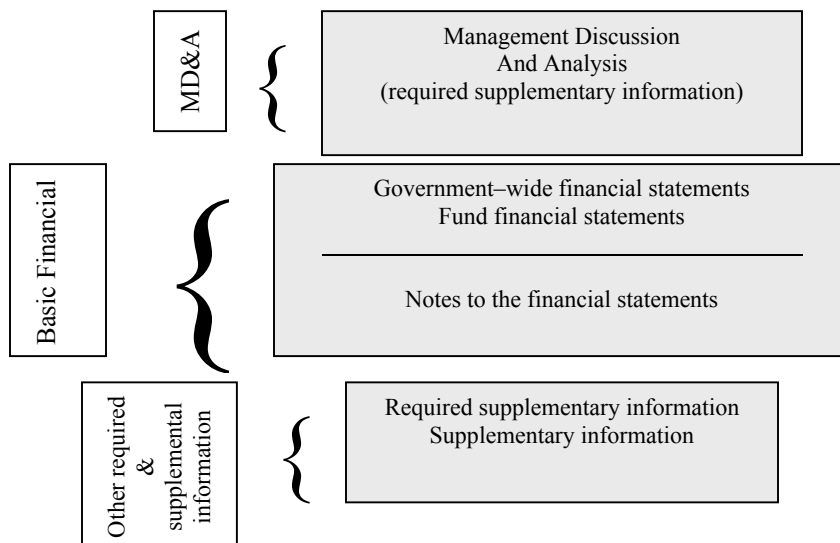 MD&A
Management Discussion
And Analysis
(required supplementary information)
Basic Financial
Government–wide financial statements
Fund financial statements
Notes to the financial statements
Other required
&
supplemental
information
Required supplementary information
Supplementary information